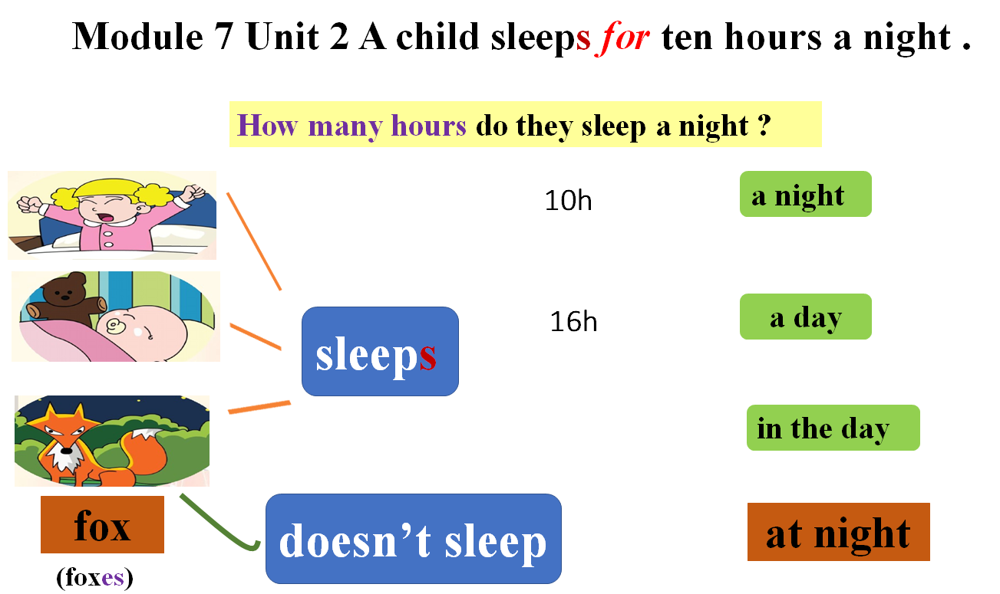 Module 7 Unit 2 A child sleeps for ten hours a night .
How many hours do they sleep a night ?
10h
a night
16h
a day
sleeps
in the day
fox
doesn’t sleep
at night
(foxes)